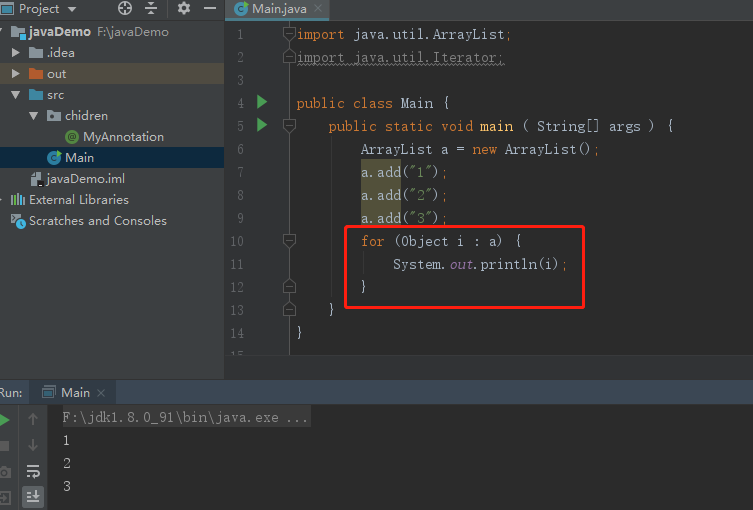 Project
javaDemo F:\javaDemo
.idea
out
src
chidren
MyAnnotation
Main
javaDemo.iml
External Libraries
Scratches and Consoles
Main.java
1 import java.util.ArrayList;
2 import java.util.Iterator;
3
4 public class Main {
5 public static void main ( String[] args ) {
6 ArrayList a = new ArrayList();
7 a.add("1");
8 a.add("2");
9 a.add("3");
10 for (Object i : a) {
11 System.out.println(i);
12 }
13 }
14 }
15
Run: Main
F:\jdk1.8.0_91\bin\java.exe ...
1
2
3